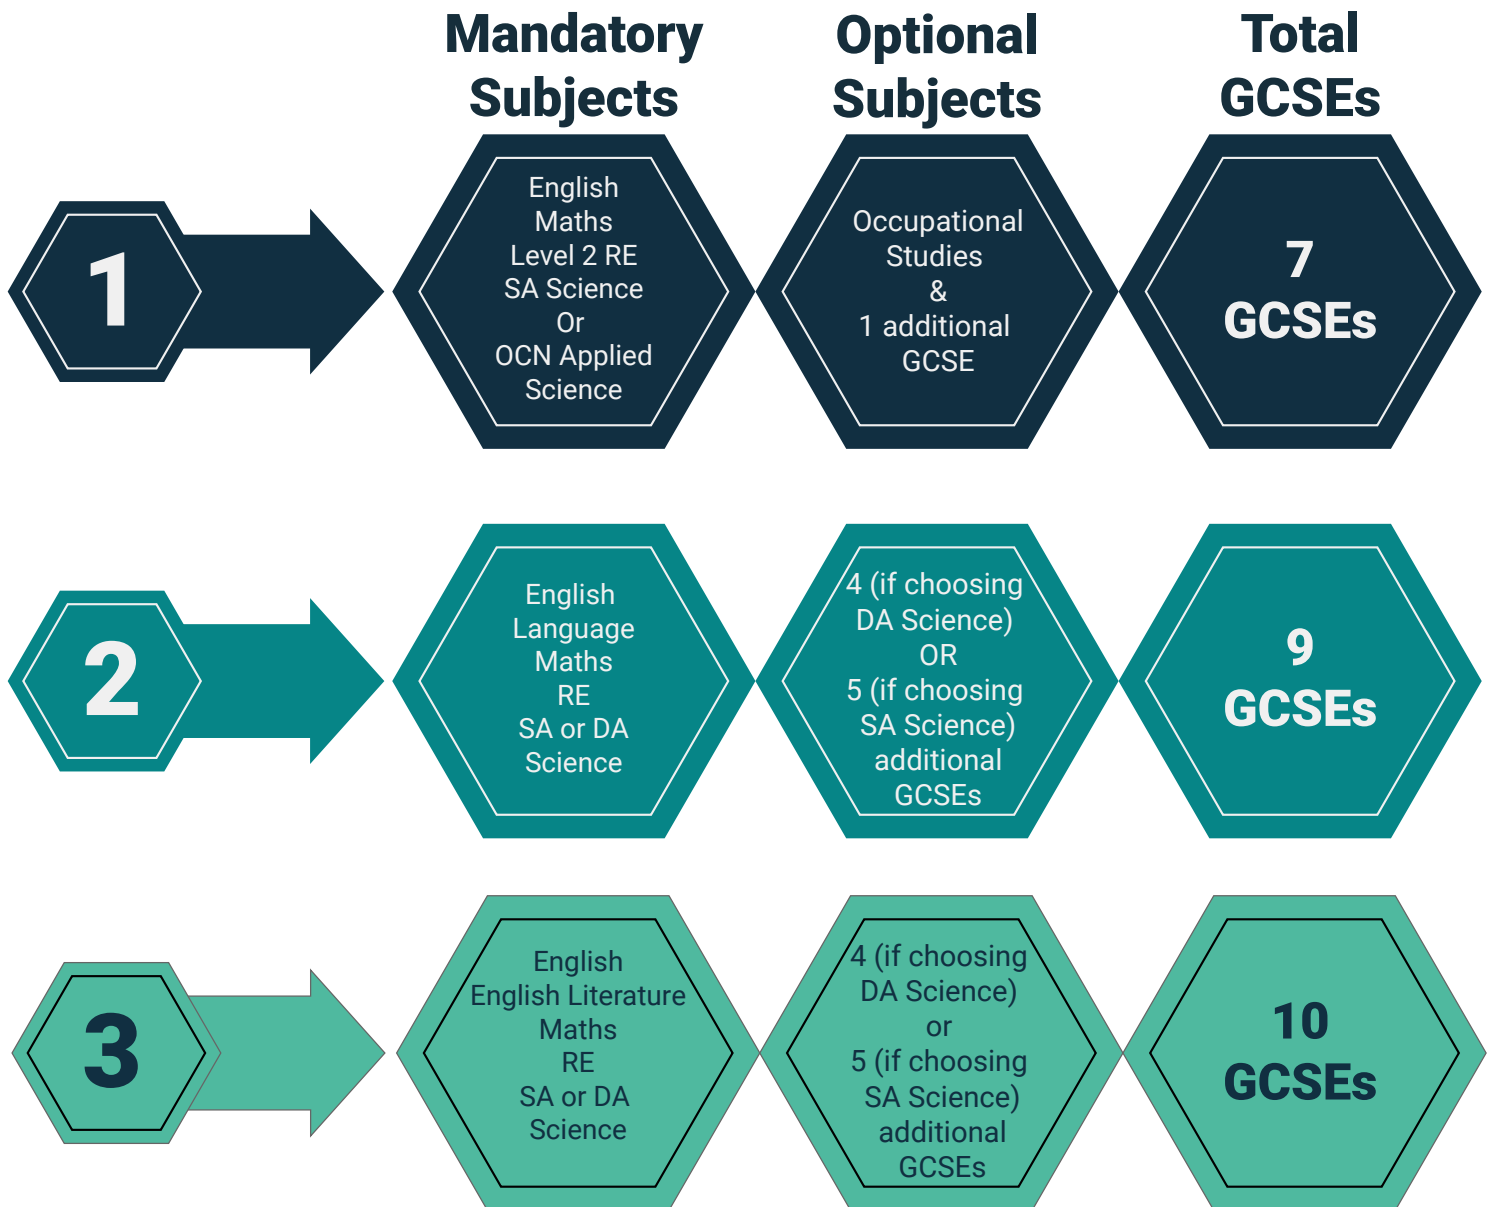 Mandatory
Subjects
Optional
Subjects
Total
GCSEs
1
English
Maths
Level 2 RE
SA Science
Or
OCN Applied
Science
Occupational
Studies
&
1 additional
GCSE
7
GCSEs
2
English
Language
Maths
RE
SA or DA
Science
4 (if choosing
DA Science)
OR
5 (if choosing
SA Science)
additional
GCSEs
9
GCSEs
3
English
English Literature
Maths
RE
SA or DA
Science
4 (if choosing
DA Science)
or
5 (if choosing
SA Science)
additional
GCSEs
10
GCSEs